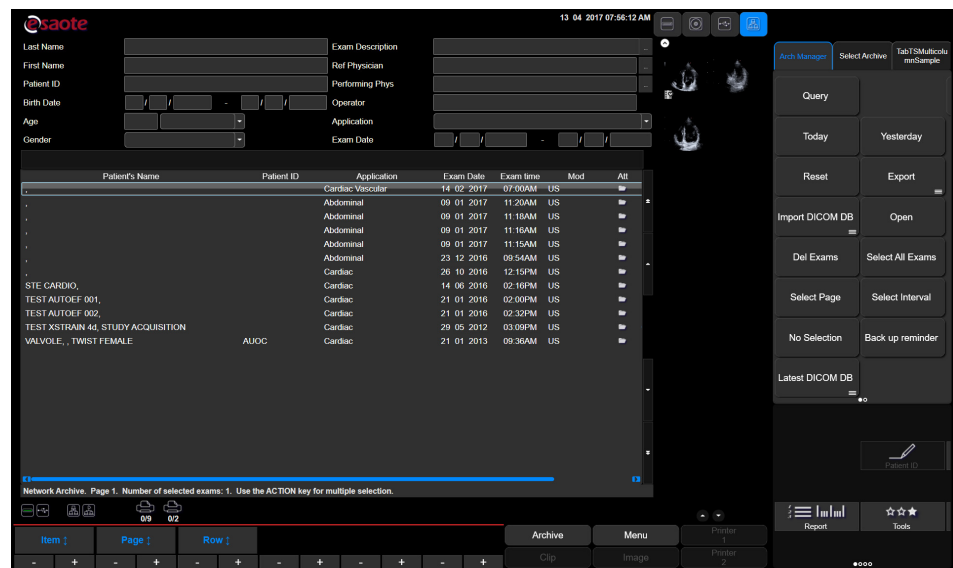 esaote
13 04 2017 07:56:12 AM
Last Name
Exam Description
...
First Name
Ref Physician
...
Patient ID
Performing Phys
...
Birth Date
/ / - / /
Operator
Age
Application
Gender
Exam Date
/ / - / /
Patient's Name Patient ID Application Exam Date Exam time Mod Att
, Cardiac Vascular 14 02 2017 07:00AM US
, Abdominal 09 01 2017 11:20AM US
, Abdominal 09 01 2017 11:18AM US
, Abdominal 09 01 2017 11:16AM US
, Abdominal 09 01 2017 11:15AM US
, Abdominal 23 12 2016 09:54AM US
, Cardiac 26 10 2016 12:15PM US
STE CARDIO, Cardiac 14 06 2016 02:16PM US
TEST AUTOEF 001, Cardiac 21 01 2016 02:00PM US
TEST AUTOEF 002, Cardiac 21 01 2016 02:32PM US
TEST XSTRAIN 4d, STUDY ACQUISITION Cardiac 29 05 2012 03:09PM US
VALVOLE, , TWIST FEMALE AUOC Cardiac 21 01 2013 09:36AM US
Network Archive. Page 1. Number of selected exams: 1. Use the ACTION key for multiple selection.
0/9 0/2
Item Page Row
- + - + - + - + - + - +
Archive Menu Printer 1
Clip Image Printer 2
Arch Manager Select Archive TabTSMulticolu
mnSample
Query
Today Yesterday
Reset Export
Import DICOM DB Open
Del Exams Select All Exams
Select Page Select Interval
No Selection Back up reminder
Latest DICOM DB
Patient ID
Report Tools